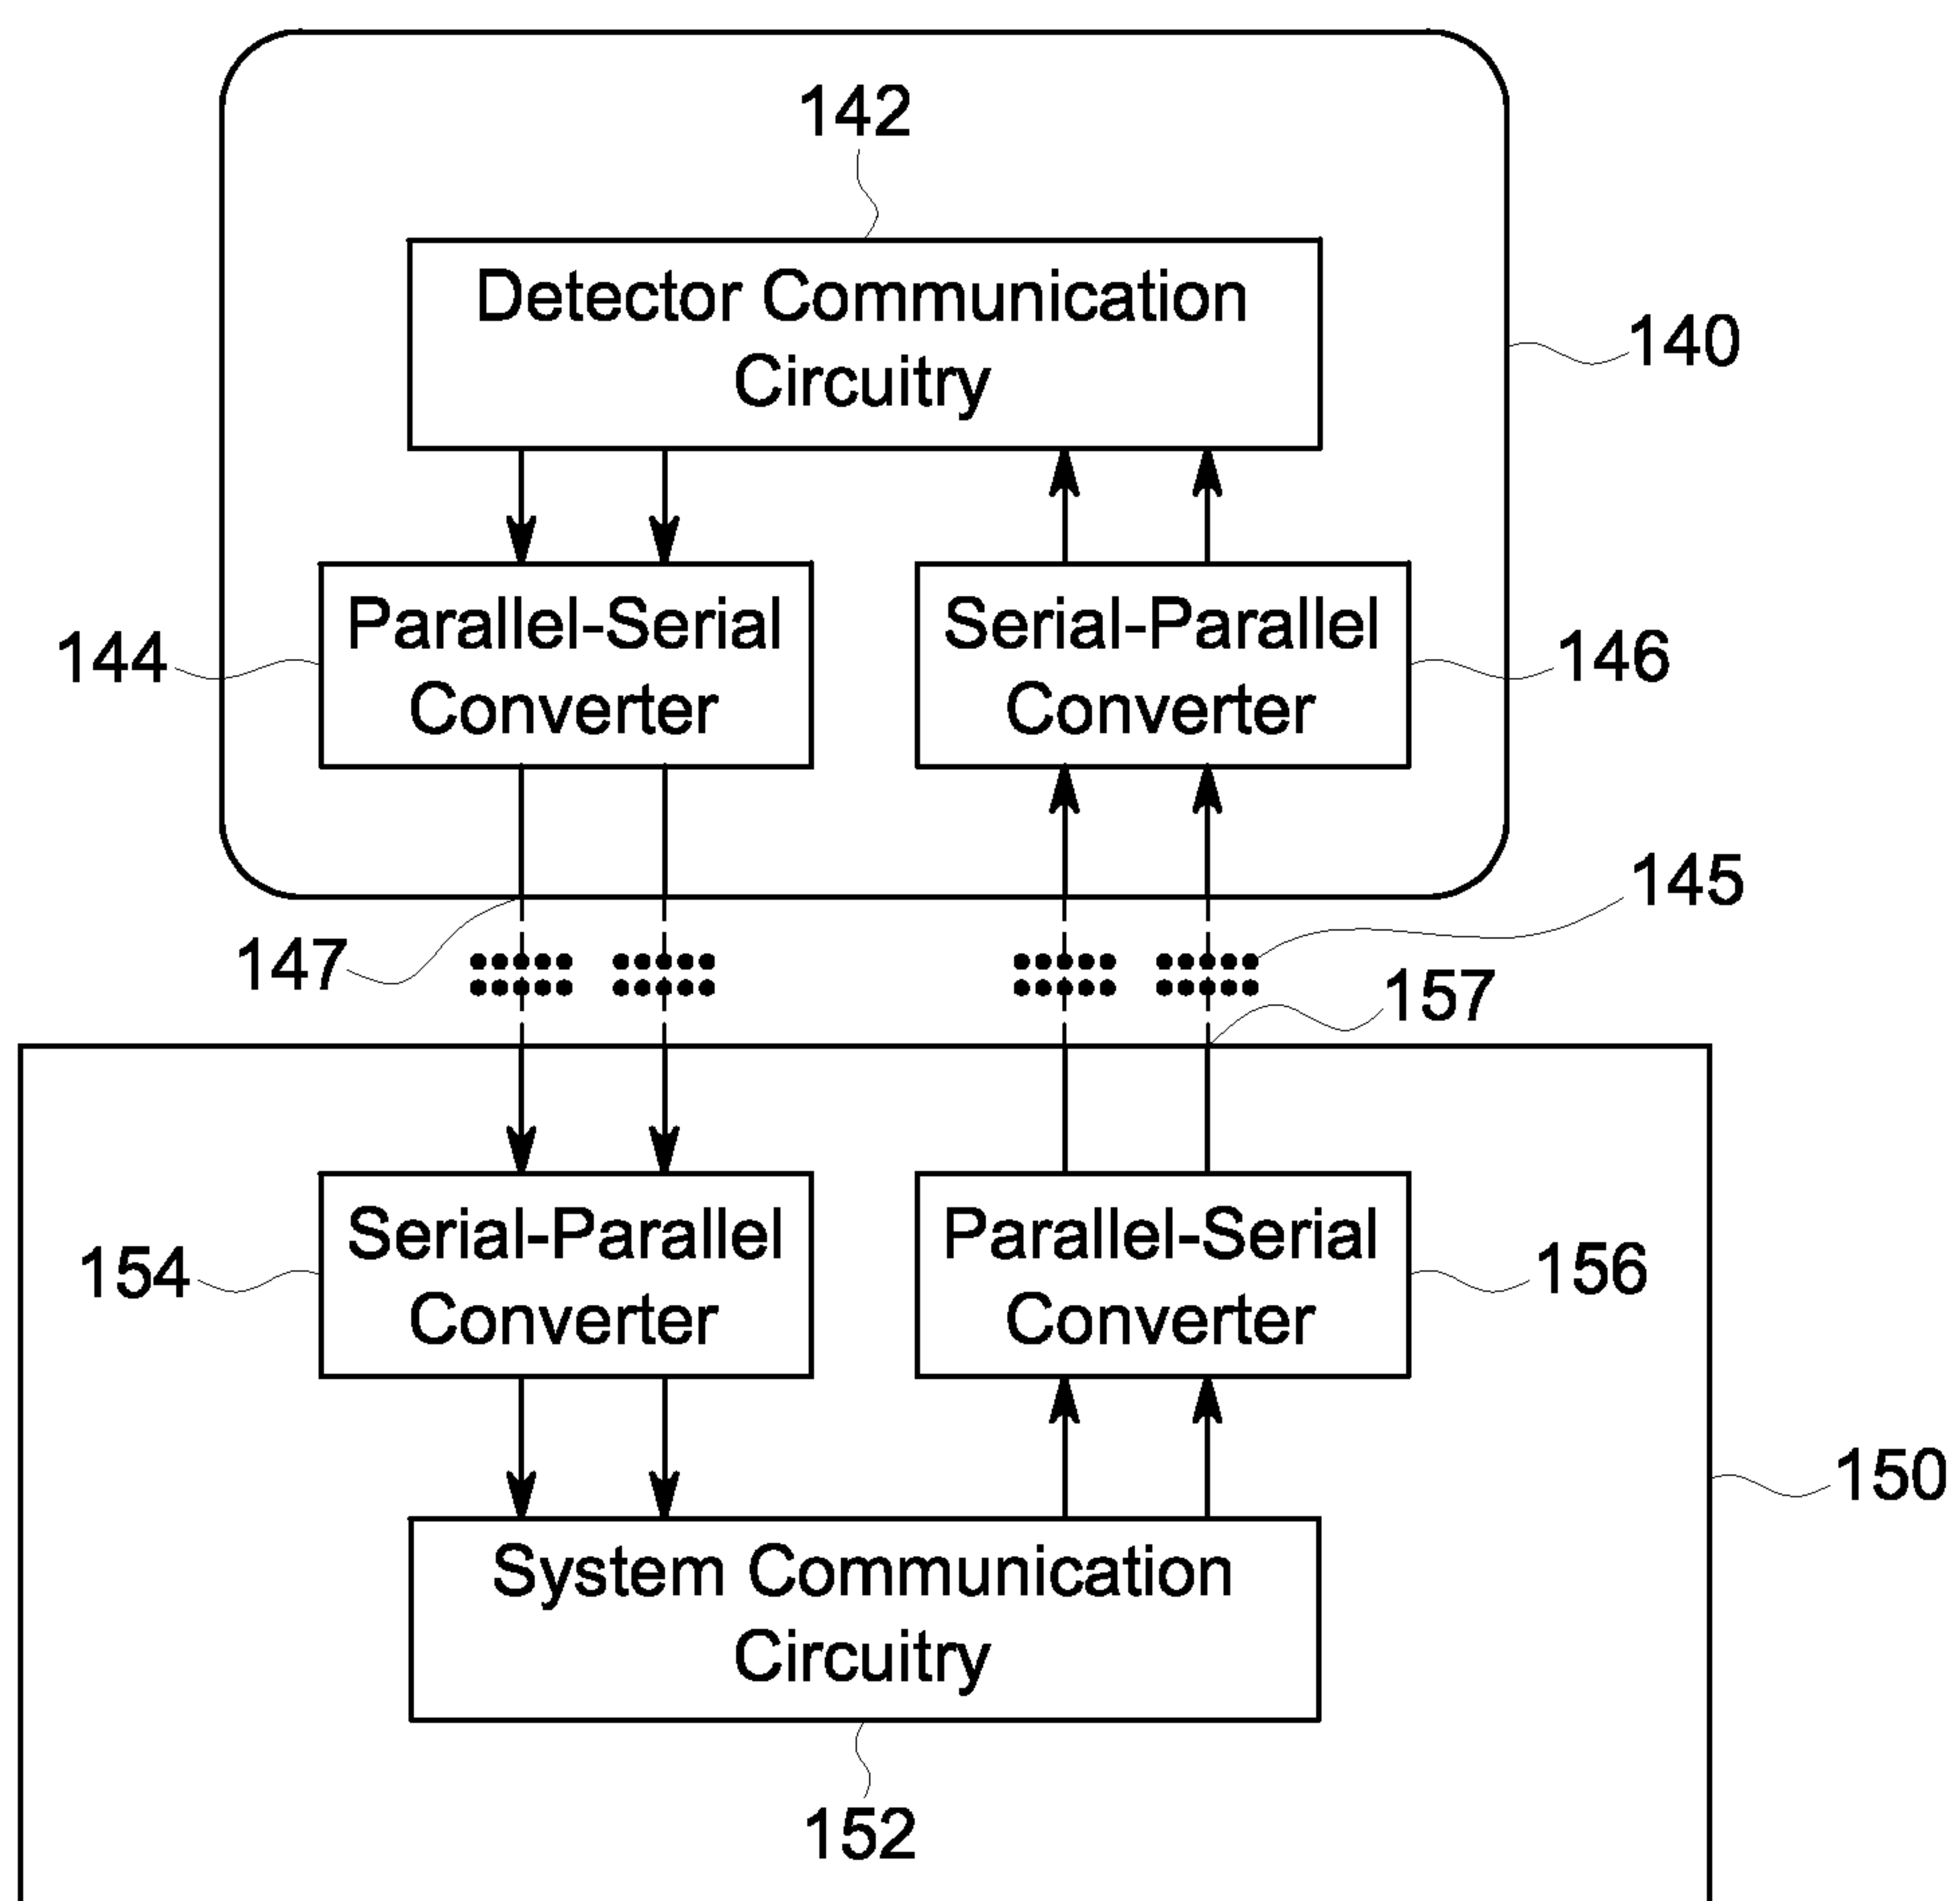 142
Detector Communication
Circuitry
140
Parallel-Serial
Converter
Serial-Parallel
Converter
144
146
145
147
157
Serial-Parallel
Converter
Parallel-Serial
Converter
154
156
150
System Communication
Circuitry
152